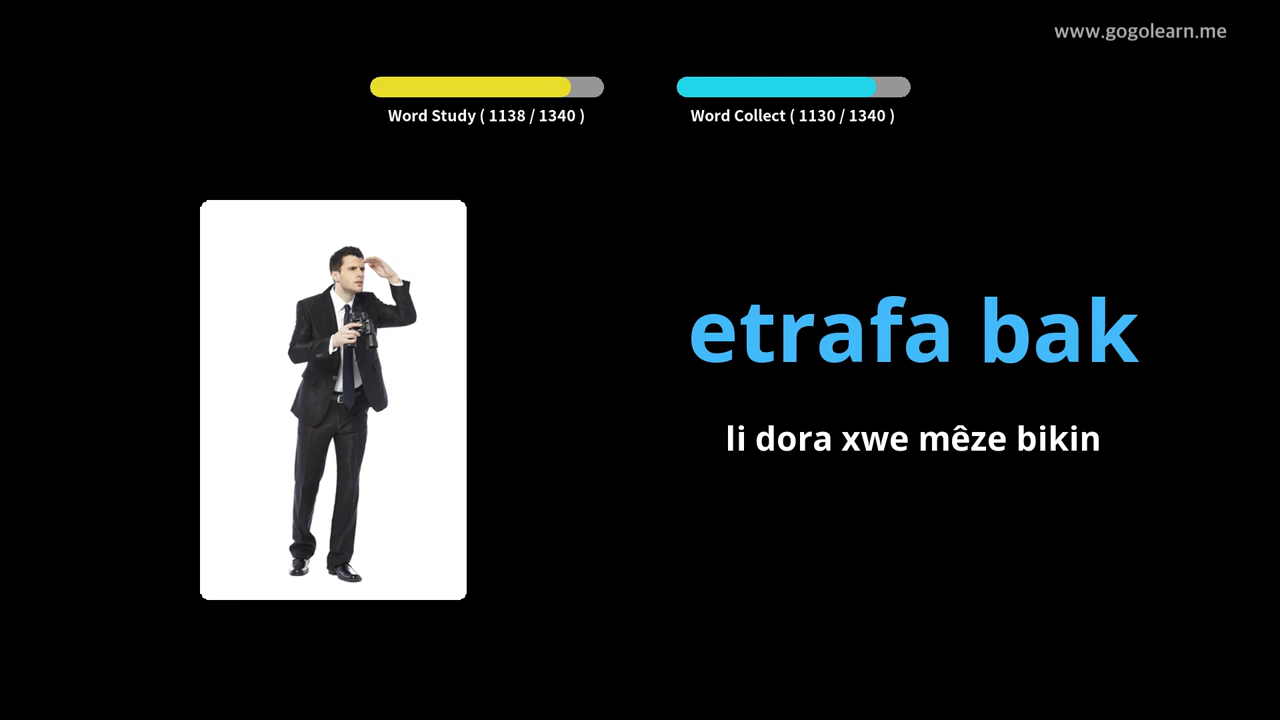 www.gogolearn.me
Word Study ( 1138 / 1340 )
Word Collect ( 1130 / 1340 )
etrafa bak
li dora xwe mêze bikin